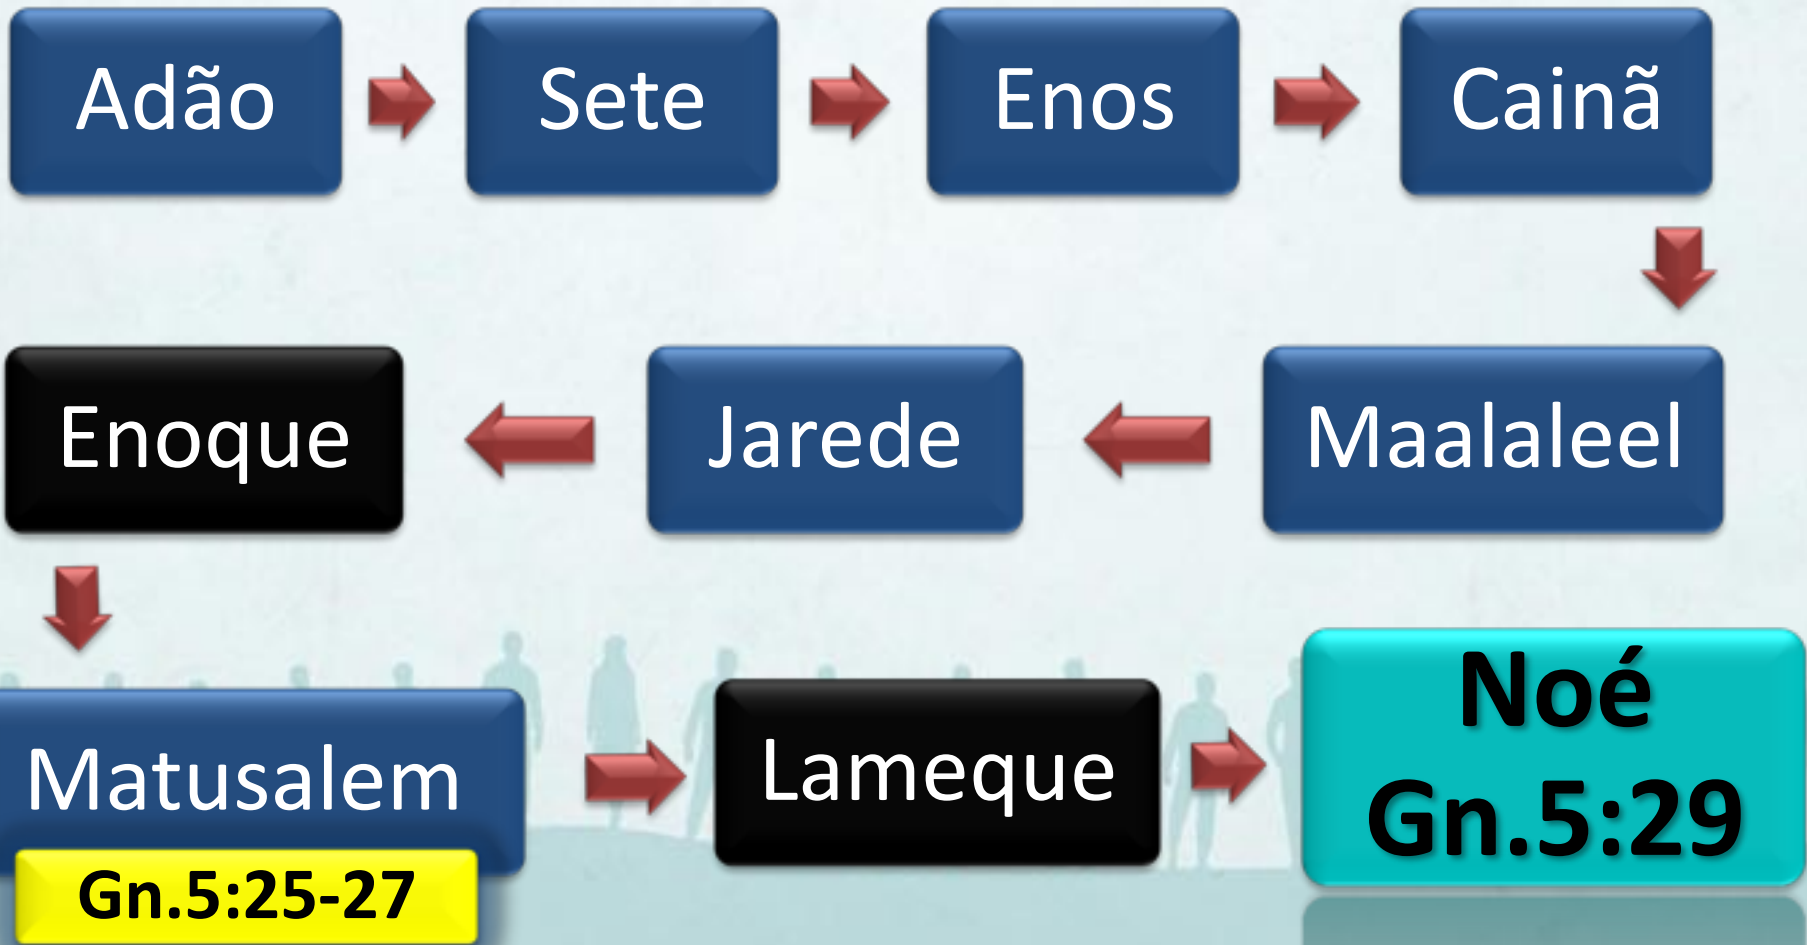 Adão
Sete
Enos
Cainã
Enoque
Jarede
Maalaleel
Matusalem
Gn.5:25-27
Lameque
Noé
Gn.5:29